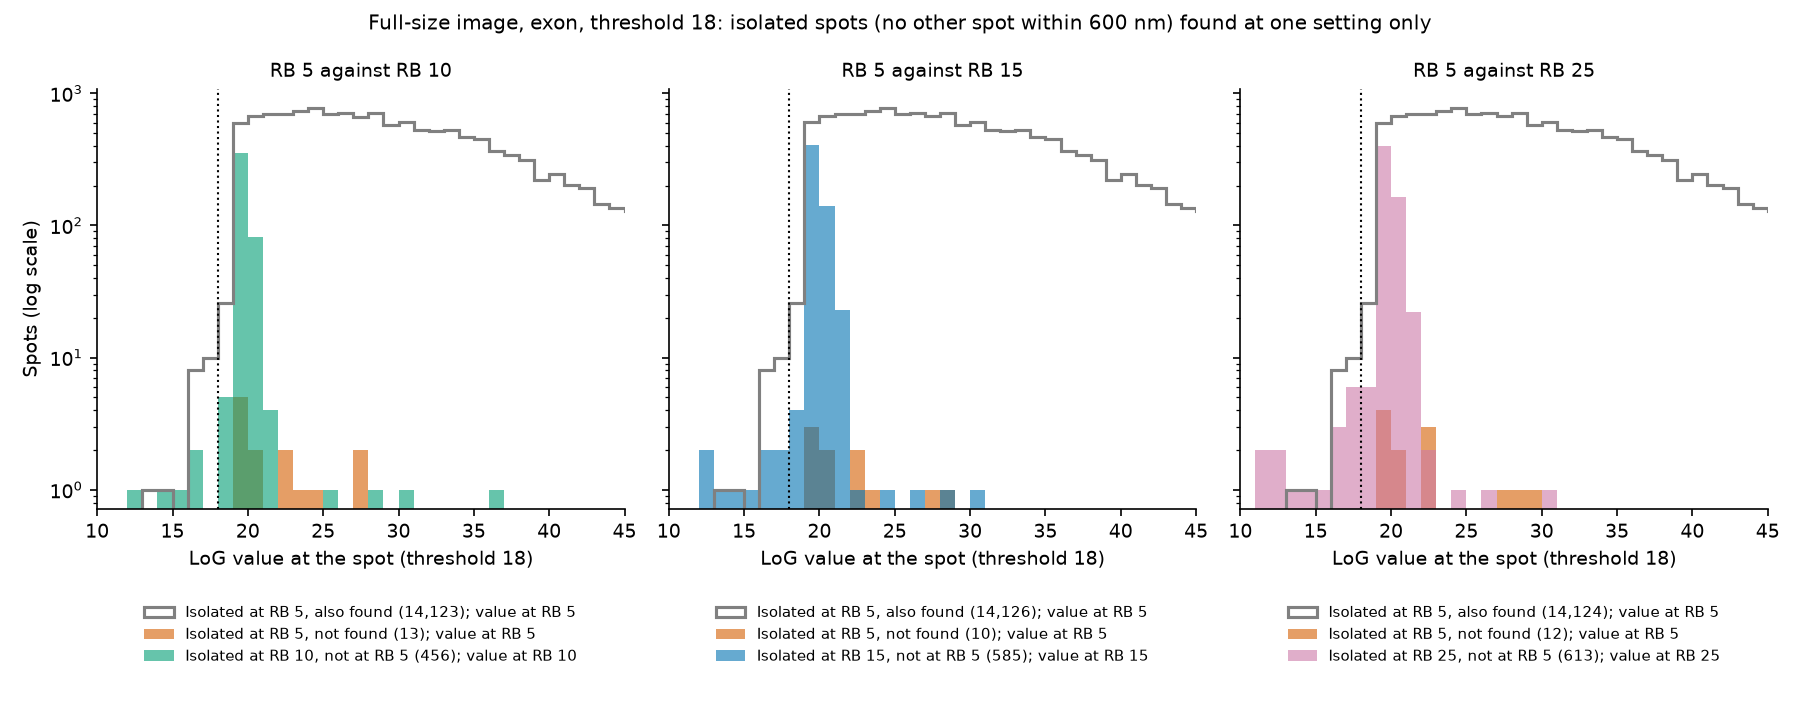 Full-size image, exon, threshold 18: isolated spots (no other spot within 600 nm) found at one setting only
RB 5 against RB 10
RB 5 against RB 15
RB 5 against RB 25
Spots (log scale)
10³
10²
10¹
10⁰
10 15 20 25 30 35 40 45
10 15 20 25 30 35 40 45
10 15 20 25 30 35 40 45
LoG value at the spot (threshold 18)
LoG value at the spot (threshold 18)
LoG value at the spot (threshold 18)
Isolated at RB 5, also found (14,123); value at RB 5
Isolated at RB 5, not found (13); value at RB 5
Isolated at RB 10, not at RB 5 (456); value at RB 10
Isolated at RB 5, also found (14,126); value at RB 5
Isolated at RB 5, not found (10); value at RB 5
Isolated at RB 15, not at RB 5 (585); value at RB 15
Isolated at RB 5, also found (14,124); value at RB 5
Isolated at RB 5, not found (12); value at RB 5
Isolated at RB 25, not at RB 5 (613); value at RB 25